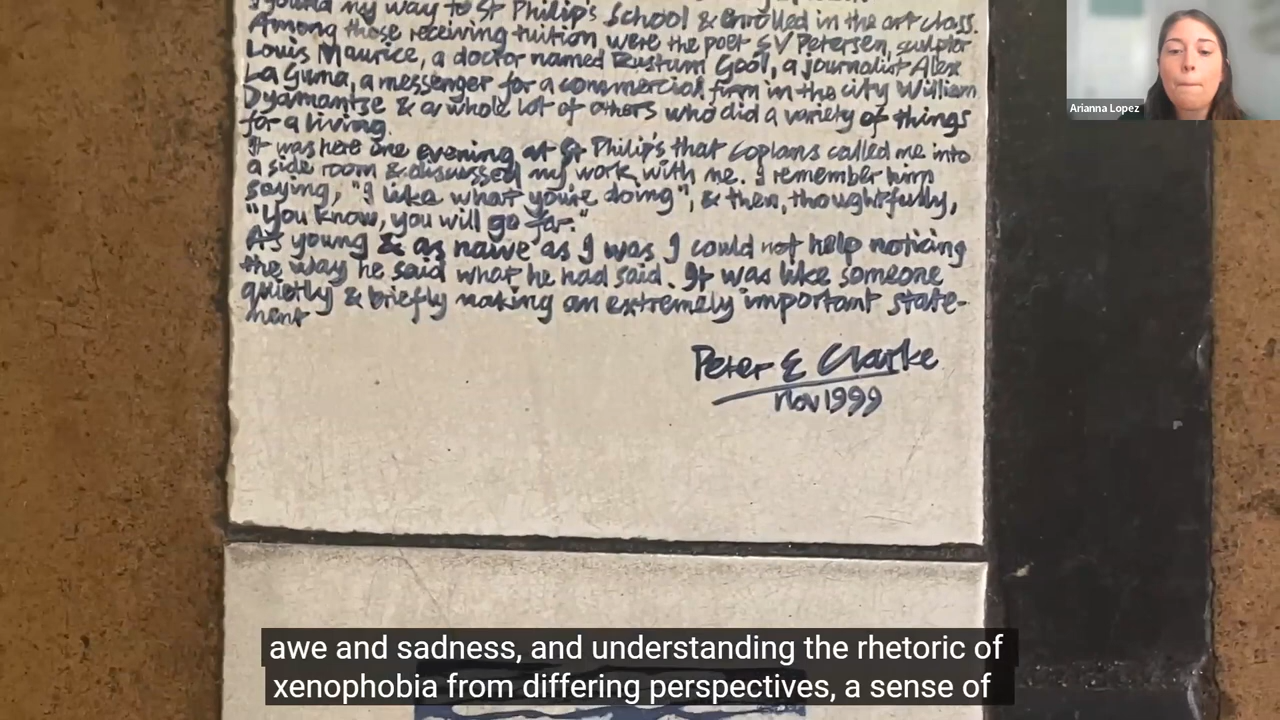 I found my way to St Philip's School & enrolled in the art class.
Among those receiving tuition were the poet SV Petersen, sculptor
Louis Maurice, a doctor named Rustum Gool, a journalist Alex
La Guma, a messenger for a commercial firm in the city William
Dyamantse & a whole lot of others who did a variety of things
for a living.
It was here one evening at St Philip's that Coplans called me into
a side room & discussed my work with me. I remember him
saying, "I like what you're doing", & then, thoughtfully,
"You know, you will go far."
As young & as naive as I was I could not help noticing
the way he said what he had said. It was like someone
quietly & briefly making an extremely important state-
ment
Peter E Clarke
Nov 1999
Arianna Lopez
awe and sadness, and understanding the rhetoric of
xenophobia from differing perspectives, a sense of